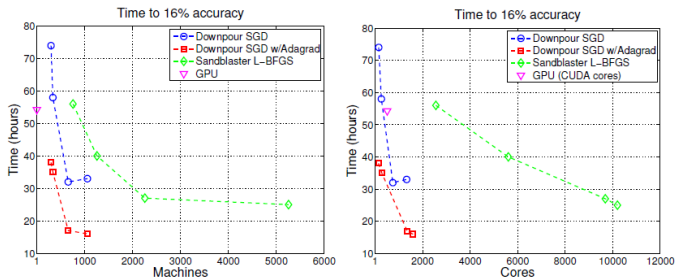 Time to 16% accuracy
80
70
60
50
40
30
20
10
Time (hours)
1
1000
2000
3000
4000
5000
6000
Machines
Downpour SGD
Downpour SGD w/Adagrad
Sandblaster L-BFGS
GPU
Time to 16% accuracy
80
70
60
50
40
30
20
10
Time (hours)
1
2000
4000
6000
8000
10000
12000
Cores
Downpour SGD
Downpour SGD w/Adagrad
Sandblaster L-BFGS
GPU (CUDA cores)